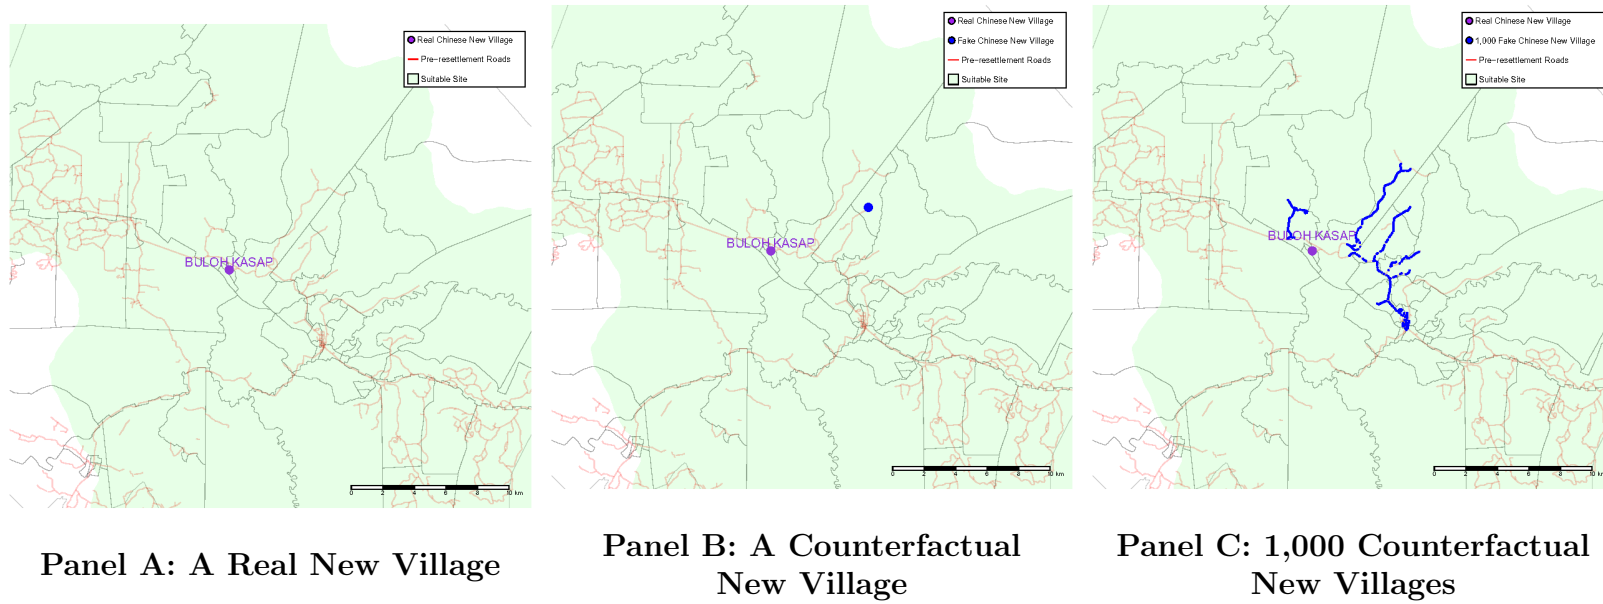 Real Chinese New Village
Pre-resettlement Roads
Suitable Site
BULOH KASAP
0 2 4 6 8 10 km
Panel A: A Real New Village
Real Chinese New Village
Fake Chinese New Village
Pre-resettlement Roads
Suitable Site
BULOH KASAP
0 2 4 6 8 10 km
Panel B: A Counterfactual
New Village
Real Chinese New Village
1,000 Fake Chinese New Village
Pre-resettlement Roads
Suitable Site
BULOH KASAP
0 2 4 6 8 10 km
Panel C: 1,000 Counterfactual
New Villages